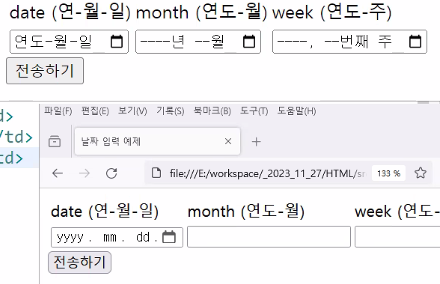 date (연-월-일) month (연도-월) week (연도-주)
연도-월-일 ----년 --월 ----, --번째 주
전송하기
d>
/td>
td>
파일(F) 편집(E) 보기(V) 기록(S) 북마크(B) 도구(T) 도움말(H)
날짜 입력 예제
file:///E:/workspace/_2023_11_27/HTML/sr 133 %
date (연-월-일) month (연도-월) week (연도-
yyyy. mm. dd.
전송하기